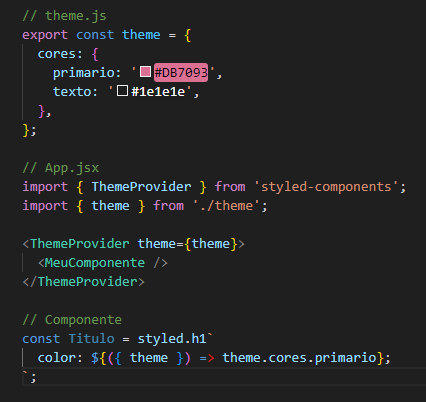 // theme.js
export const theme = {
  cores: {
    primario: '#DB7093',
    texto: '#1e1e1e',
  },
};
// App.jsx
import { ThemeProvider } from 'styled-components';
import { theme } from './theme';
<ThemeProvider theme={theme}>
  <MeuComponente />
</ThemeProvider>
// Componente
const Titulo = styled.h1`
  color: ${({ theme }) => theme.cores.primario};
`;